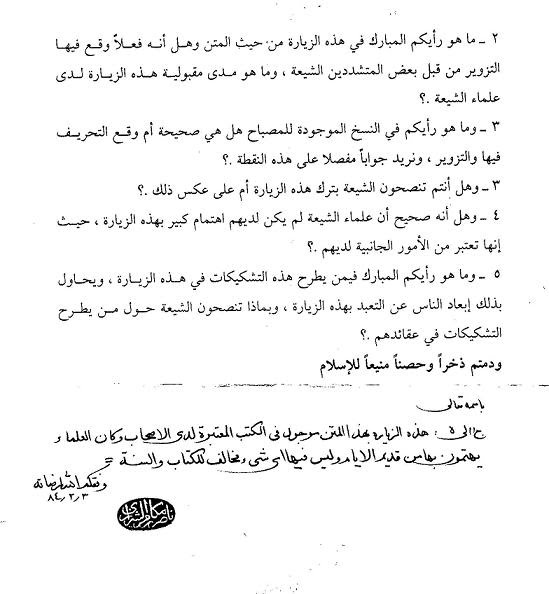 ٢ ـ ما هو رأيكم المبارك في هذه الزيارة من حيث المتن وهل أنه فعلاً وقع فيها
التزوير من قبل بعض المتشددين الشيعة ، وما هو مدى مقبولية هذه الزيارة لدى
علماء الشيعة .؟
٣ ـ وما هو رأيكم في النسخ الموجودة للمصباح هل هي صحيحة أم وقع التحريف
فيها والتزوير ، ونريد جواباً مفصلا على هذه النقطة .؟
٣ ـ وهل أنتم تنصحون الشيعة بترك هذه الزيارة أم على عكس ذلك .؟
٤ ـ وهل أنه صحيح أن علماء الشيعة لم يكن لديهم اهتمام كبير بهذه الزيارة ، حيث
إنها تعتبر من الأمور الجانبية لديهم .؟
٥ ـ وما هو رأيكم المبارك فيمن يطرح هذه التشكيكات في هذه الزيارة ، ويحاول
بذلك إبعاد الناس عن التعبد بهذه الزيارة ، وبماذا تنصحون الشيعة حول من يطرح
التشكيكات في عقائدهم .؟
ودمتم ذخراً وحصناً منيعاً للإسلام
باسمه تعالى
هذه الزيارة بهذا المتن موجود في الكتب المعتبرة لدى الاصحاب وكان العلماء
يهتمون بها من قديم الايام وليس فيها اى شىء مخالف للكتاب والسنة =
وفقكم الله
٨٤/٢/٣
ناصر مكارم الشيرازي